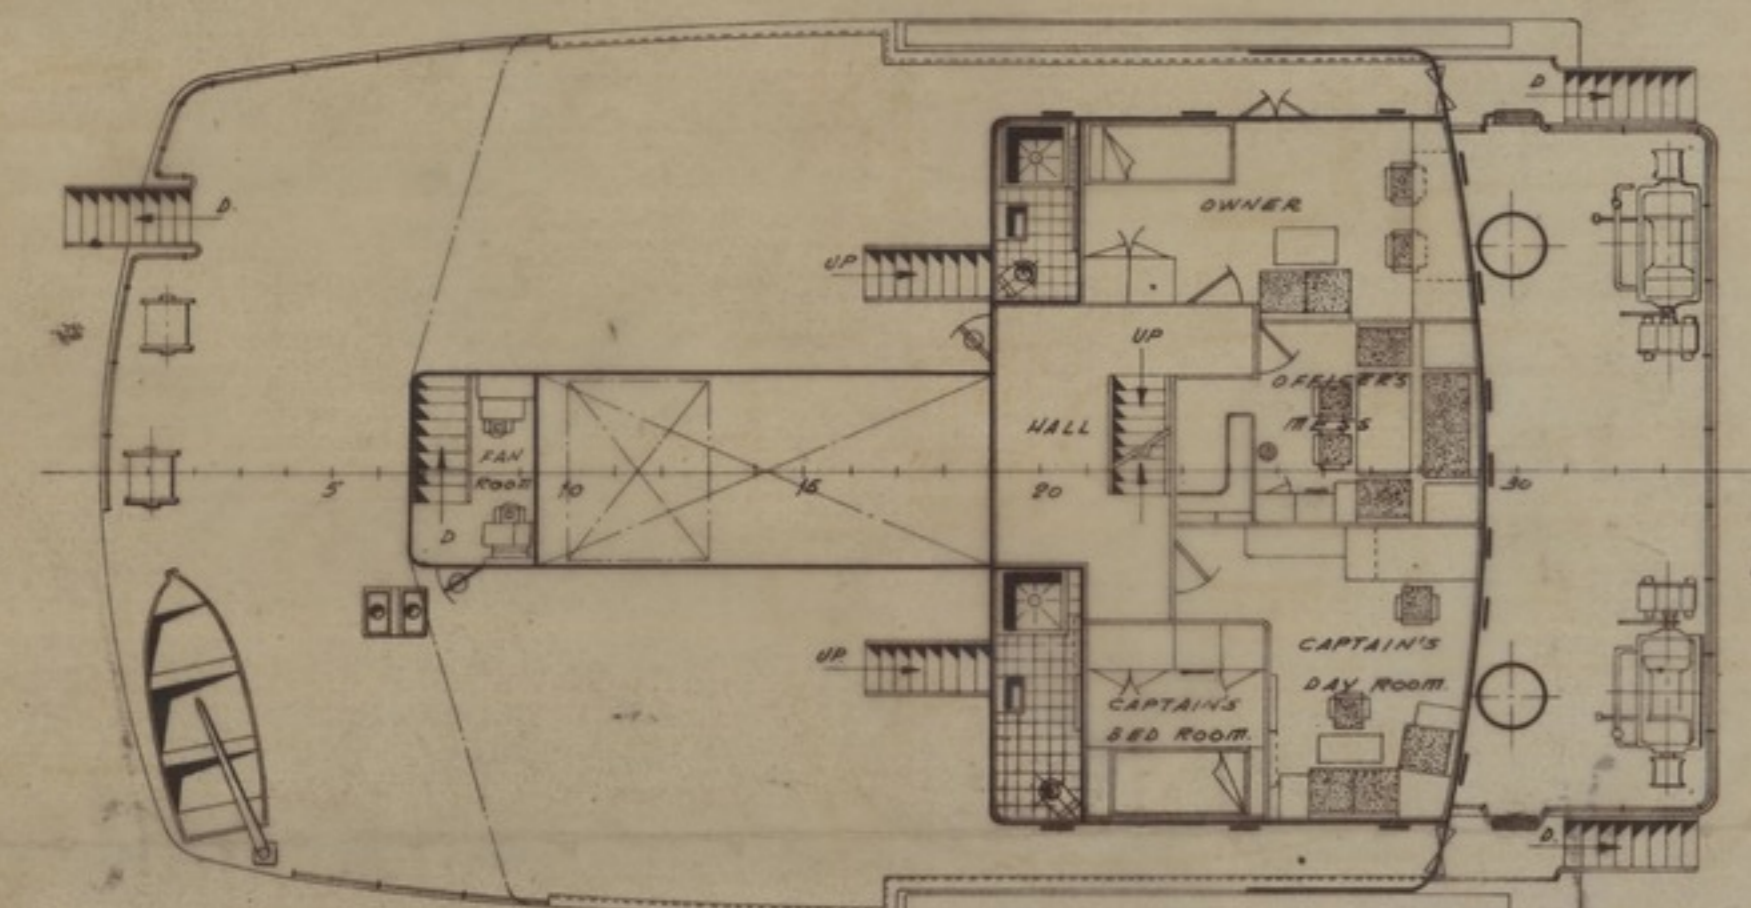 D
D.
OWNER
UP
UP
OFFICER'S
MESS
HALL
FAN
ROOM
5
10
15
20
30
D
CAPTAIN'S
DAY ROOM.
UP
CAPTAIN'S
BED ROOM.
D.